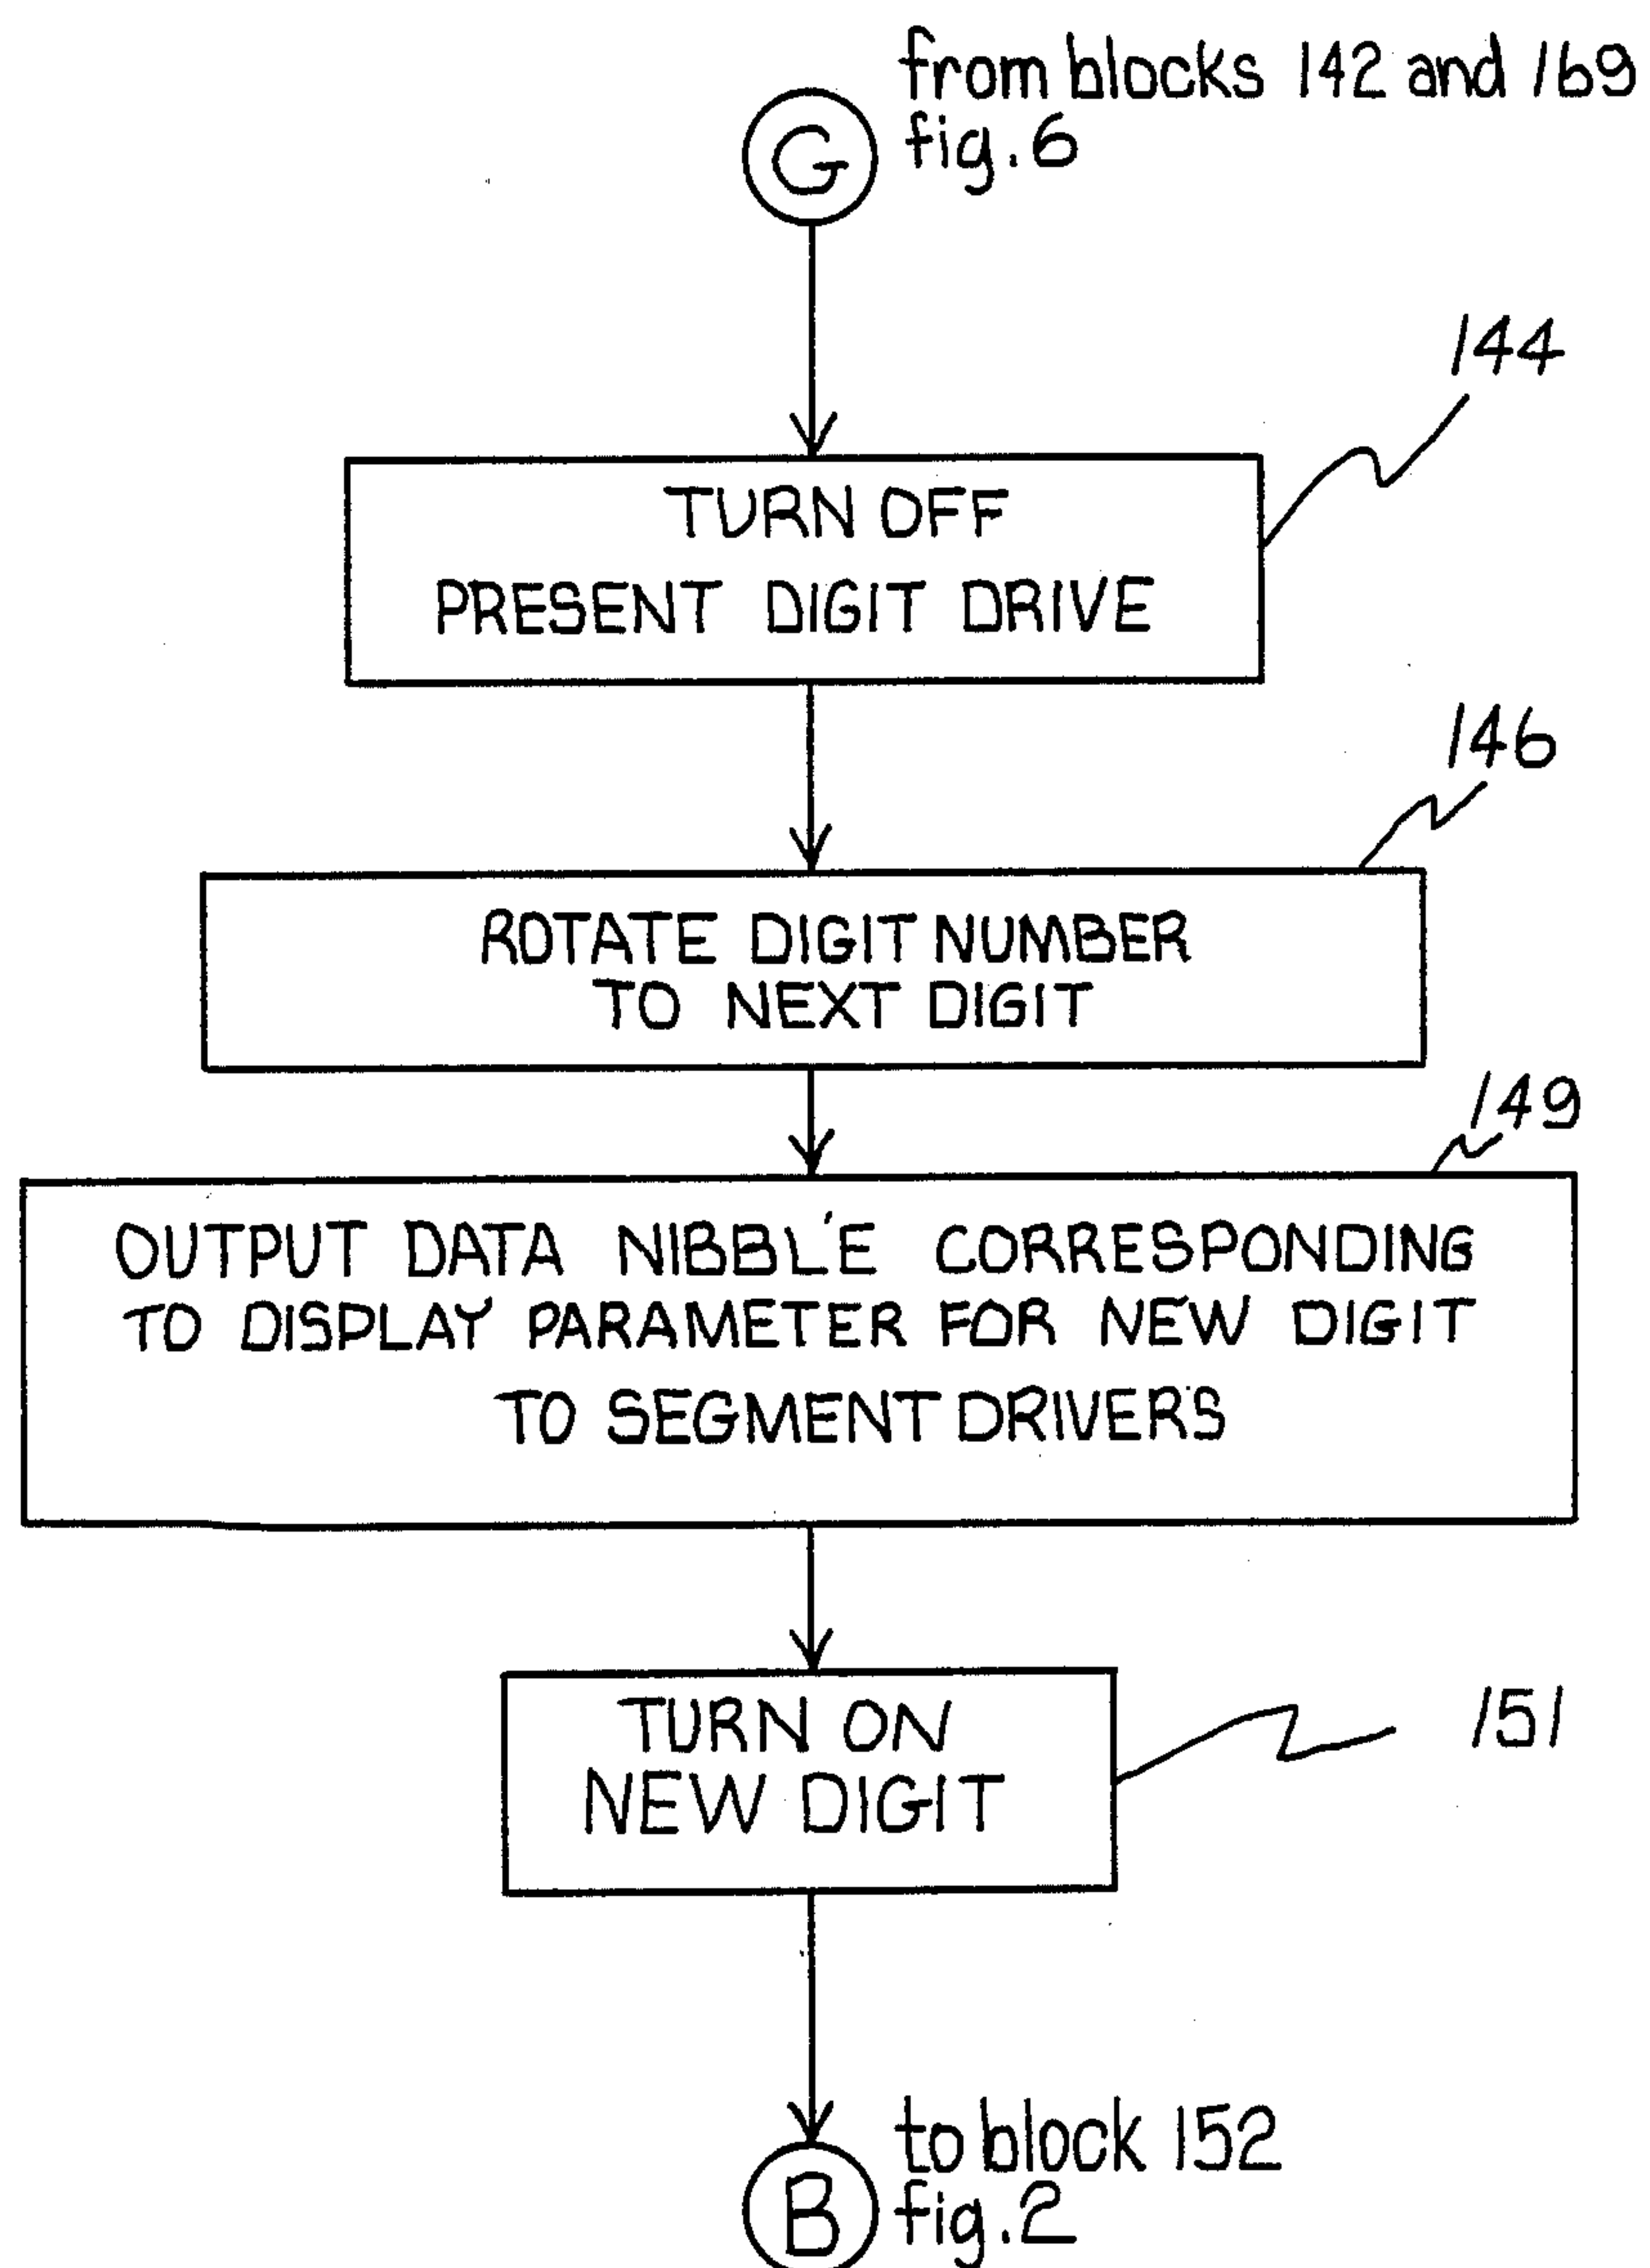 from blocks 142 and 169
fig.6
G
144
TURN OFF
PRESENT DIGIT DRIVE
146
ROTATE DIGIT NUMBER
TO NEXT DIGIT
149
OUTPUT DATA NIBBLE CORRESPONDING
TO DISPLAY PARAMETER FOR NEW DIGIT
TO SEGMENT DRIVERS
TURN ON
NEW DIGIT
151
to block 152
fig.2
B